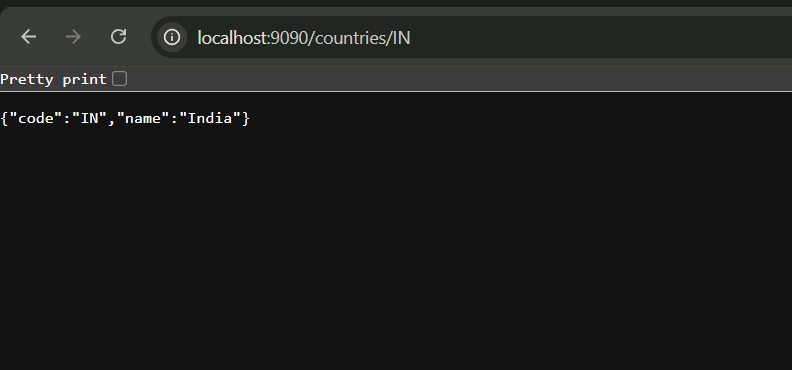 localhost:9090/countries/IN
Pretty print
{"code":"IN","name":"India"}